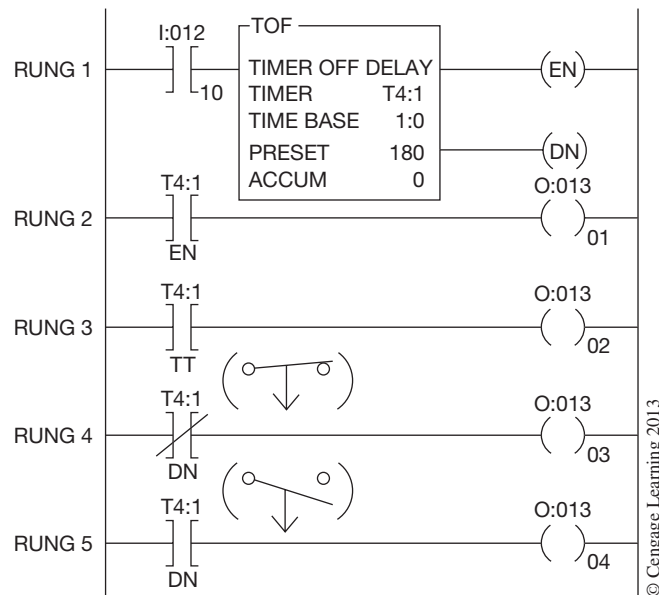 I:012
TOF
RUNG 1
10
TIMER OFF DELAY
EN
TIMER T4:1
TIME BASE 1:0
PRESET 180
DN
ACCUM 0
T4:1
O:013
RUNG 2
EN
01
T4:1
O:013
RUNG 3
TT
02
T4:1
O:013
RUNG 4
DN
03
T4:1
O:013
RUNG 5
DN
04
© Cengage Learning 2013